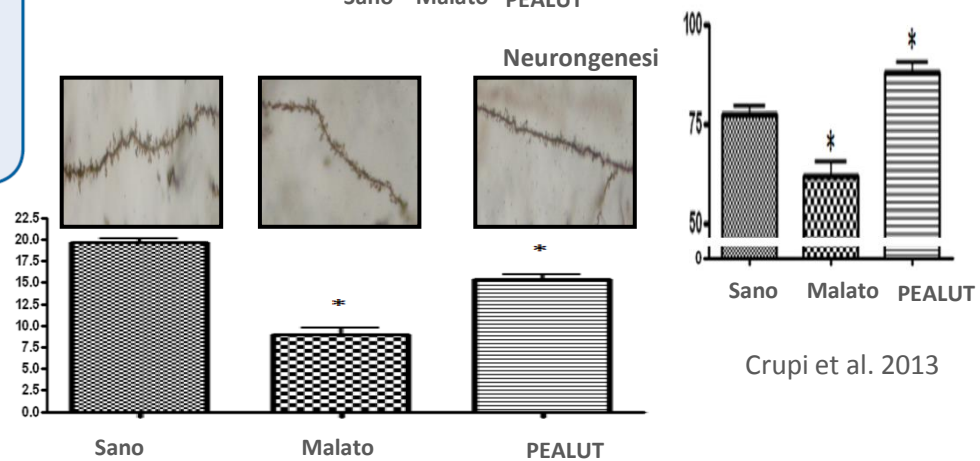 Sano Malato PEALUT
Neurongenesi
100
75
50
0
Sano Malato PEALUT
22.5
20.0
17.5
15.0
12.5
10.0
7.5
5.0
2.5
0.0
* * *
* *
Sano Malato PEALUT
Crupi et al. 2013